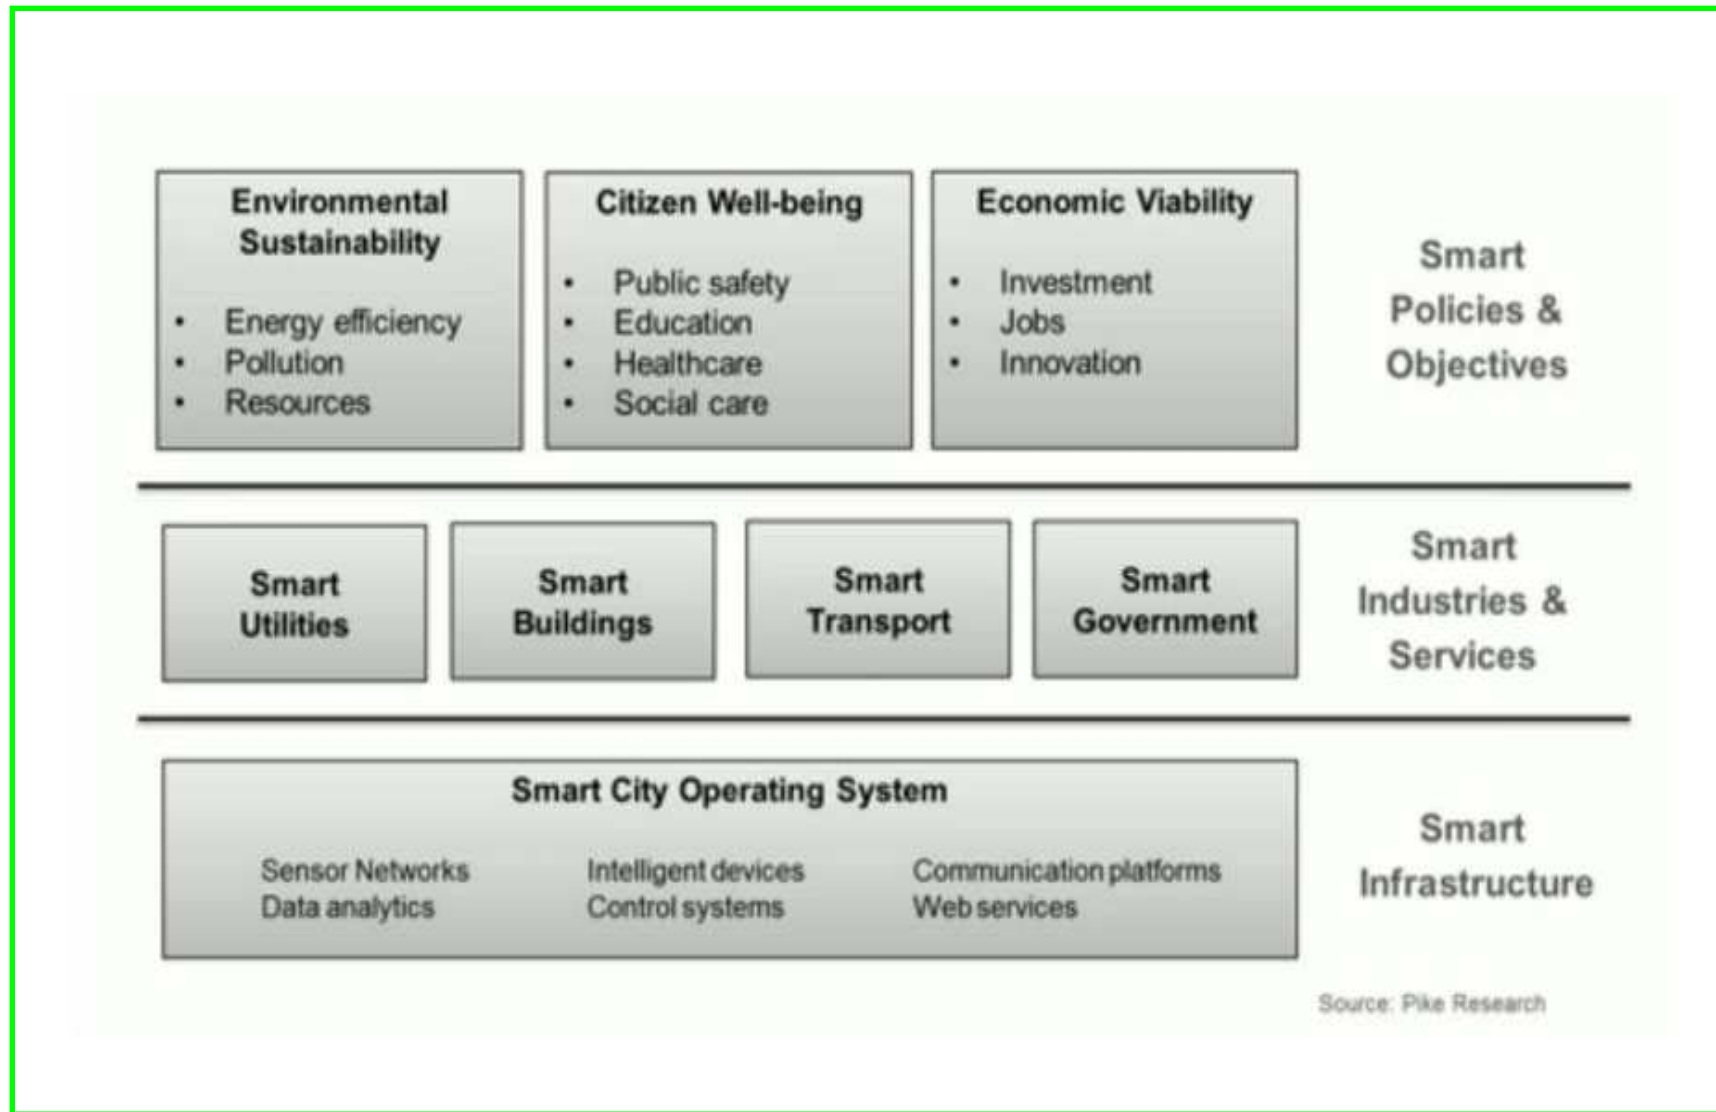 Environmental
Sustainability
• Energy efficiency
• Pollution
• Resources
Citizen Well-being
• Public safety
• Education
• Healthcare
• Social care
Economic Viability
• Investment
• Jobs
• Innovation
Smart
Policies &
Objectives
Smart
Utilities
Smart
Buildings
Smart
Transport
Smart
Government
Smart
Industries &
Services
Smart City Operating System
Sensor Networks
Data analytics
Intelligent devices
Control systems
Communication platforms
Web services
Smart
Infrastructure
Source: Pike Research